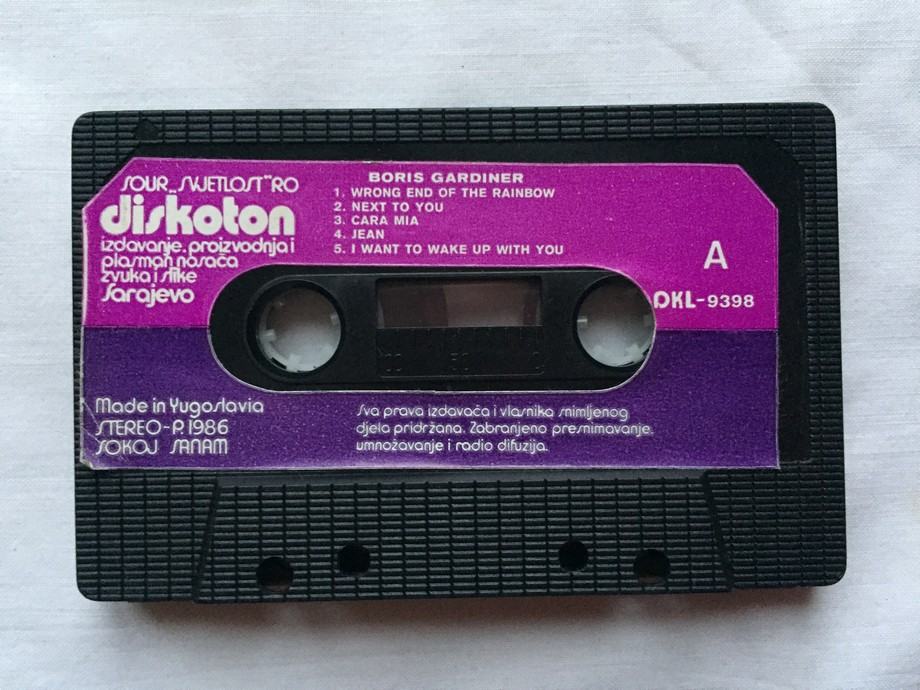 SOUR „SVJETLOST" RO
diskoton
izdavanje, proizvodnja i
plasman nosača
zvuka i slike
Sarajevo
BORIS GARDINER
1. WRONG END OF THE RAINBOW
2. NEXT TO YOU
3. CARA MIA
4. JEAN
5. I WANT TO WAKE UP WITH YOU
A
DKL-9398
50
Made in Yugoslavia
STEREO-P. 1986
SOKOJ SANAM
Sva prava izdavača i vlasnika snimljenog
djela pridržana. Zabranjeno presnimavanje,
umnožavanje i radio difuzija.